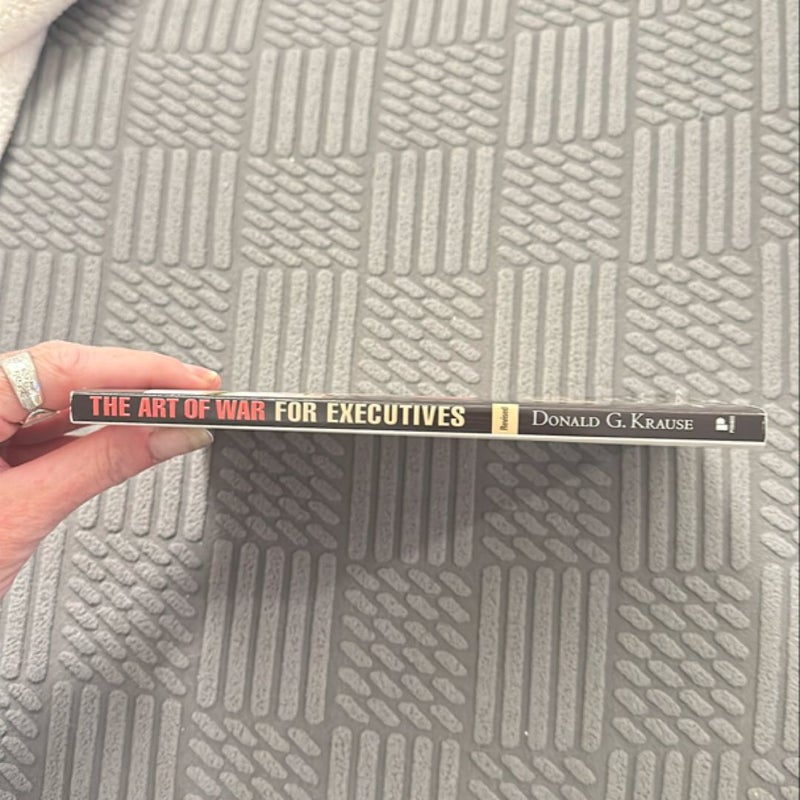 THE ART OF WAR FOR EXECUTIVES Revised DONALD G. KRAUSE